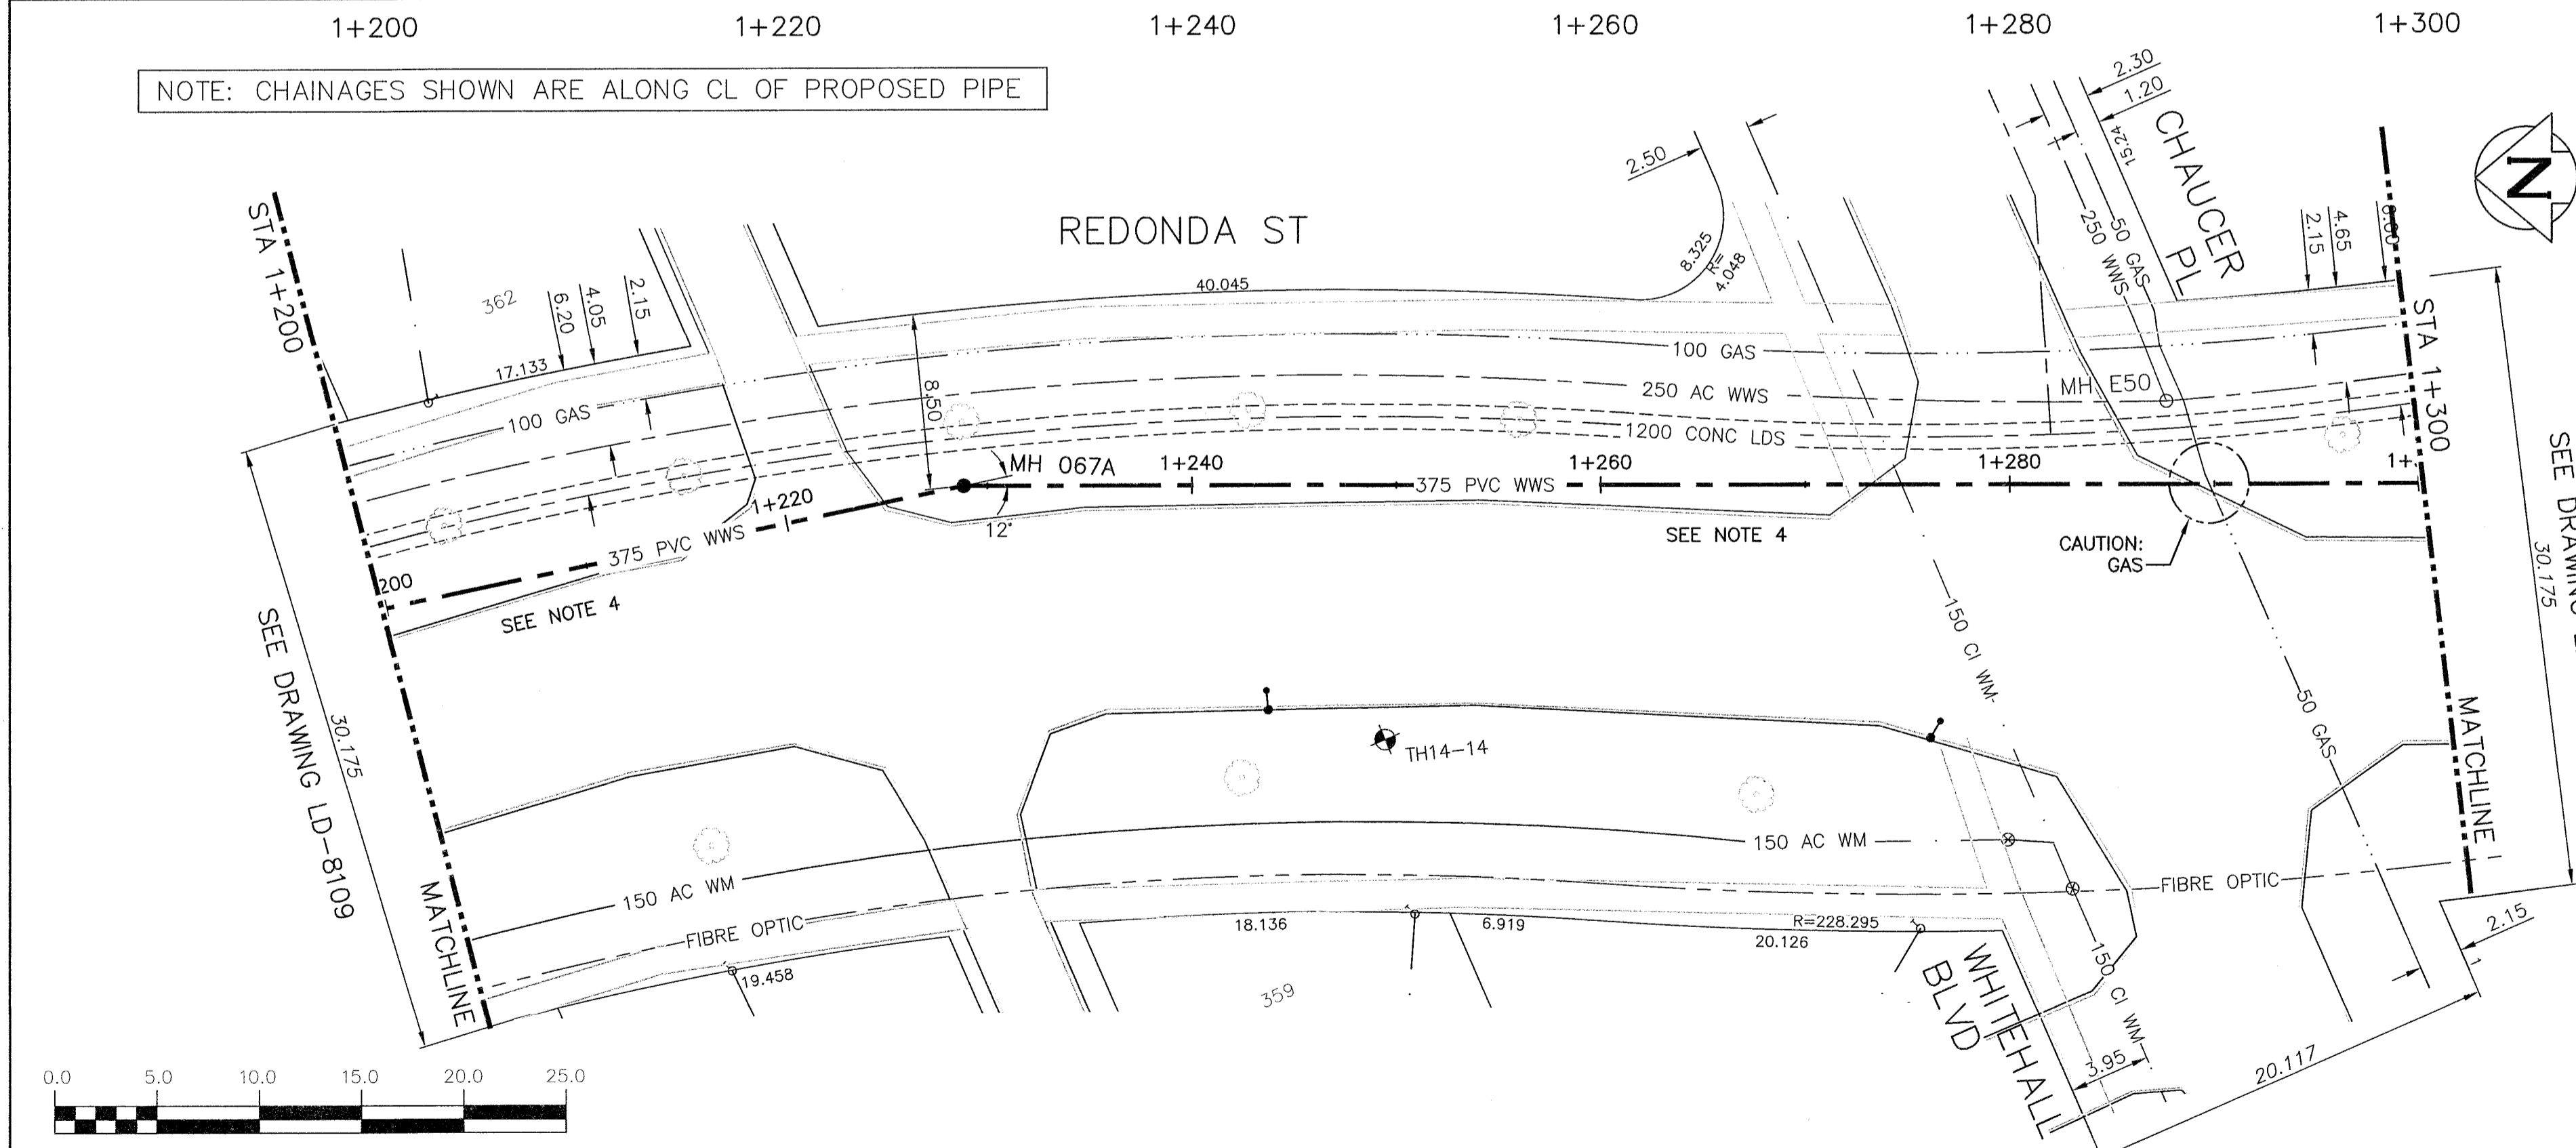 1+200 1+220 1+240 1+260 1+280 1+300
NOTE: CHAINAGES SHOWN ARE ALONG CL OF PROPOSED PIPE
2.30
1.20
15.24
CHAUCER
PL
N
2.50
REDONDA ST
8.325
R=
4.048
50 GAS
250 WWS
2.15
4.65
STA 1+200
362
6.20
4.05
2.15
17.133
40.045
100 GAS
100 GAS
250 AC WWS
1200 CONC LDS
MH E50
STA 1+300
8.50
MH 067A
1+240
1+260
1+280
1+
375 PVC WWS
12°
1+220
375 PVC WWS
200
SEE NOTE 4
SEE NOTE 4
CAUTION:
GAS
30.175
SEE DRAWING LD-8109
30.175
MATCHLINE
150 CI WM
50 GAS
MATCHLINE
TH14-14
150 AC WM
150 AC WM
FIBRE OPTIC
FIBRE OPTIC
19.458
18.136
6.919
R=228.295
20.126
359
WHITEHALL
BLVD
150 CI WM
2.15
3.95
20.117
0.0 5.0 10.0 15.0 20.0 25.0